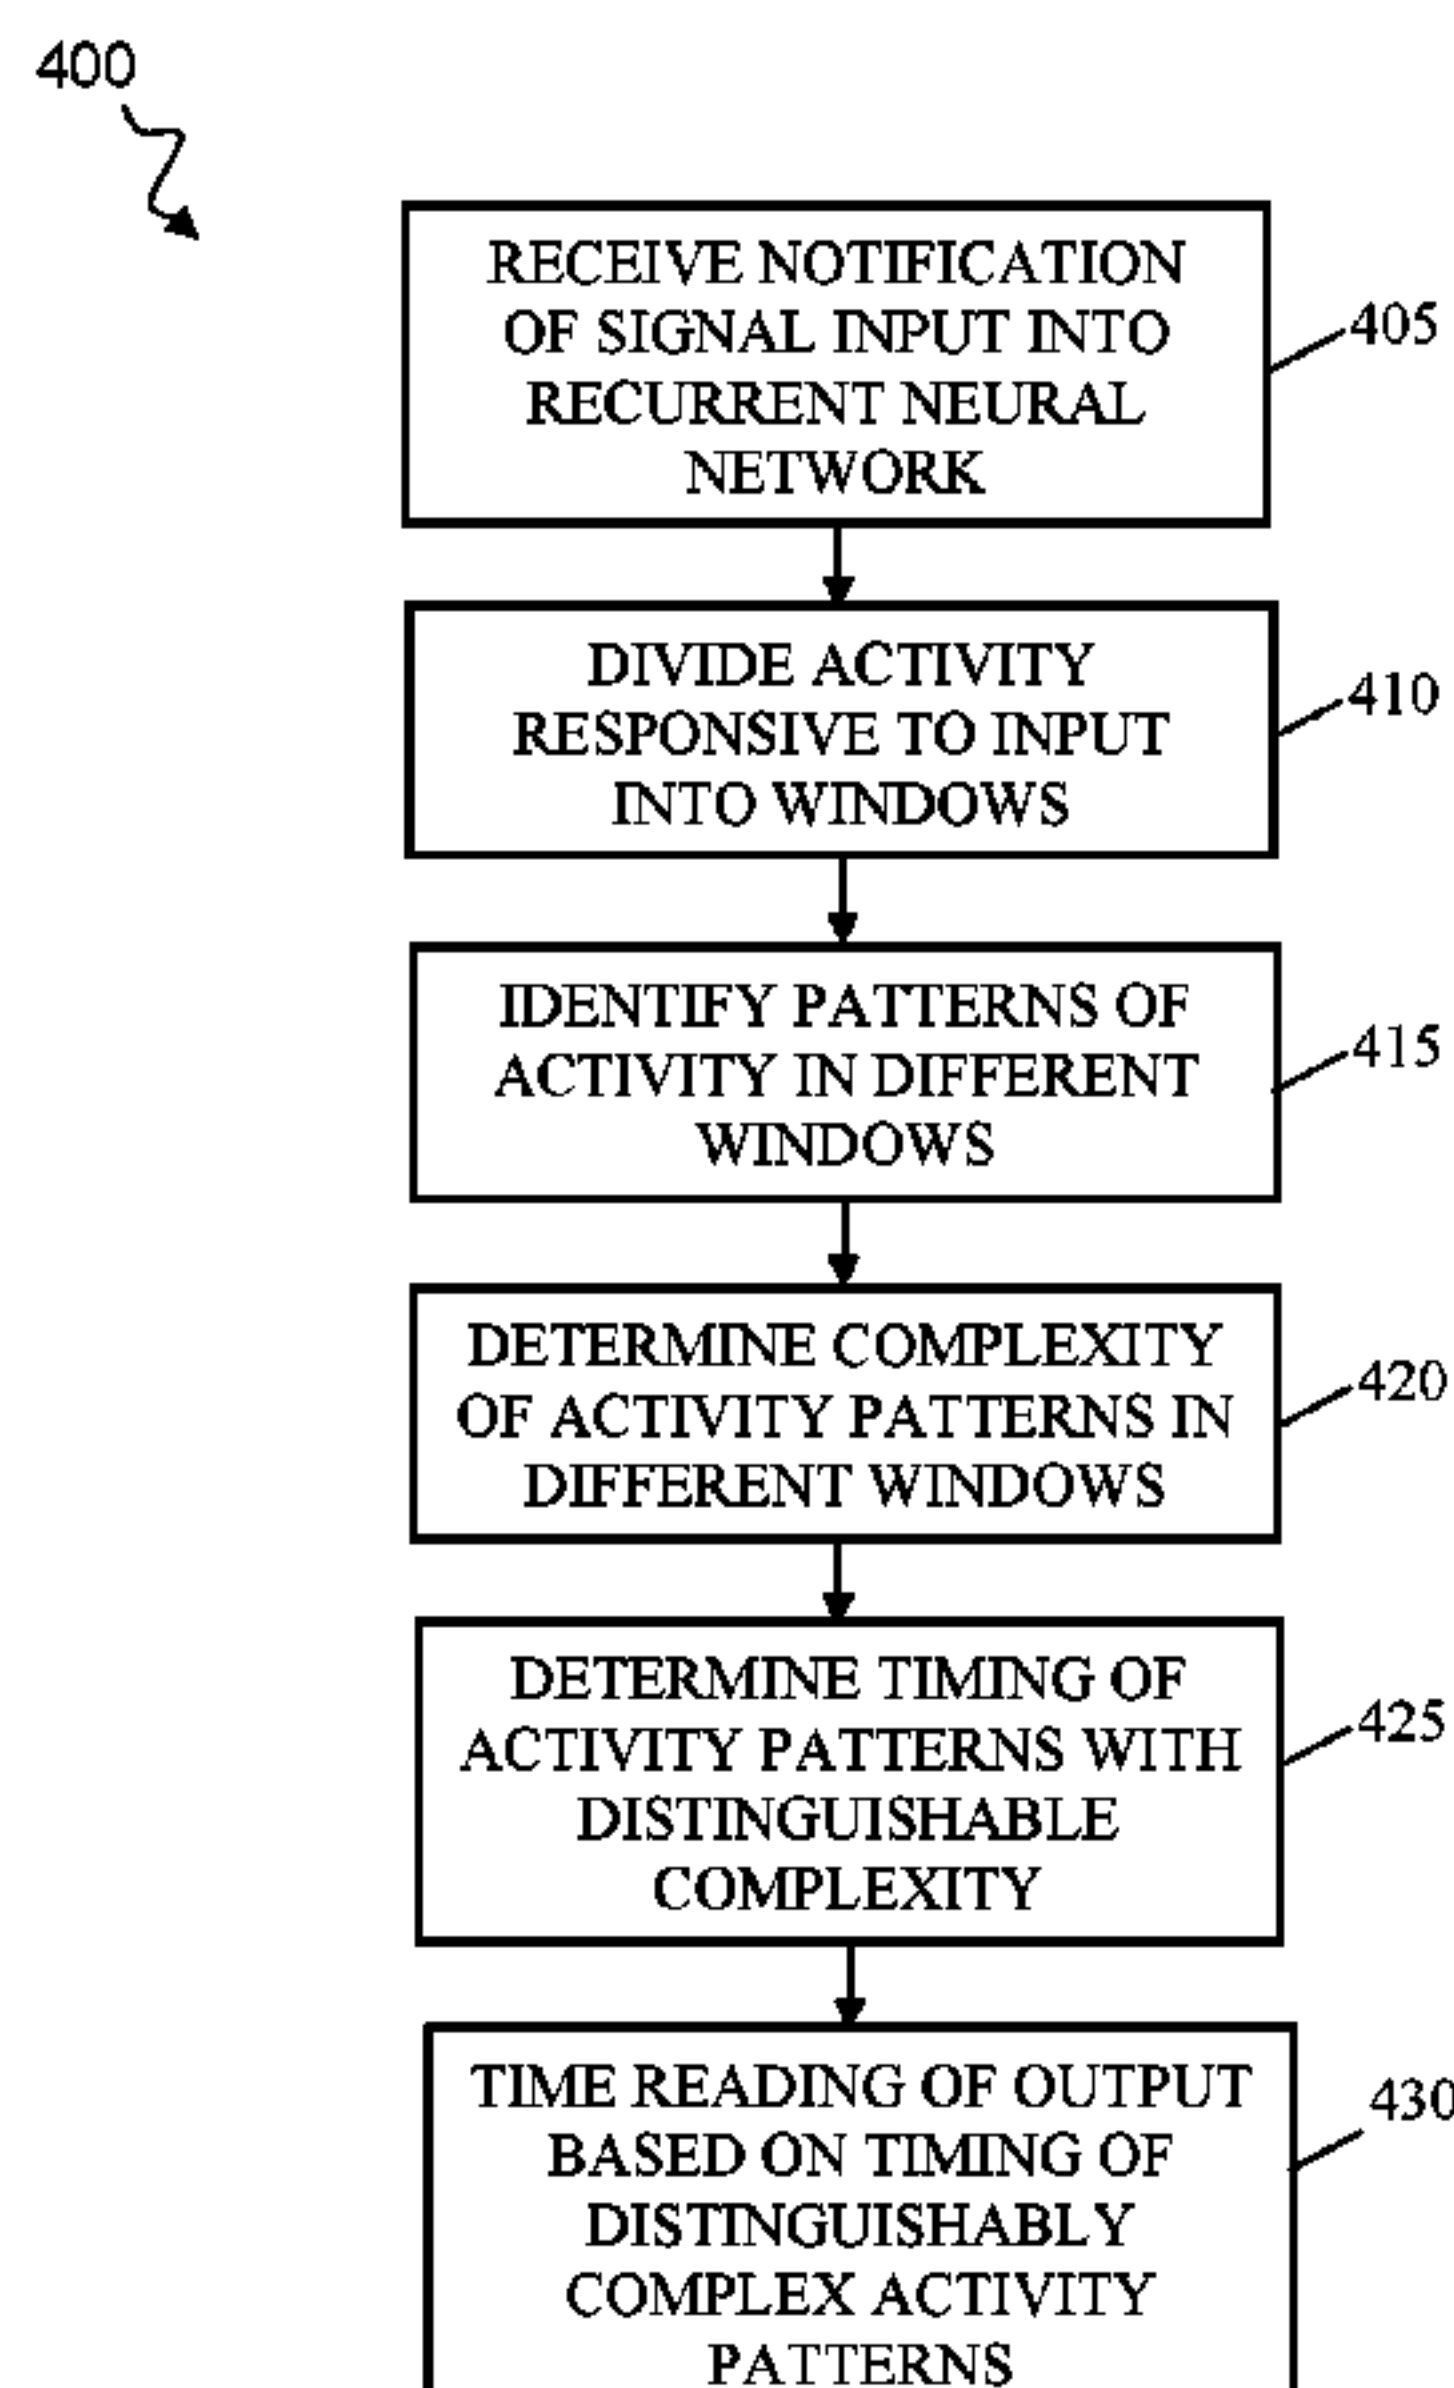 400
RECEIVE NOTIFICATION
OF SIGNAL INPUT INTO
RECURRENT NEURAL
NETWORK
405
DIVIDE ACTIVITY
RESPONSIVE TO INPUT
INTO WINDOWS
410
IDENTIFY PATTERNS OF
ACTIVITY IN DIFFERENT
WINDOWS
415
DETERMINE COMPLEXITY
OF ACTIVITY PATTERNS IN
DIFFERENT WINDOWS
420
DETERMINE TIMING OF
ACTIVITY PATTERNS WITH
DISTINGUISHABLE
COMPLEXITY
425
TIME READING OF OUTPUT
BASED ON TIMING OF
DISTINGUISHABLY
COMPLEX ACTIVITY
PATTERNS
430